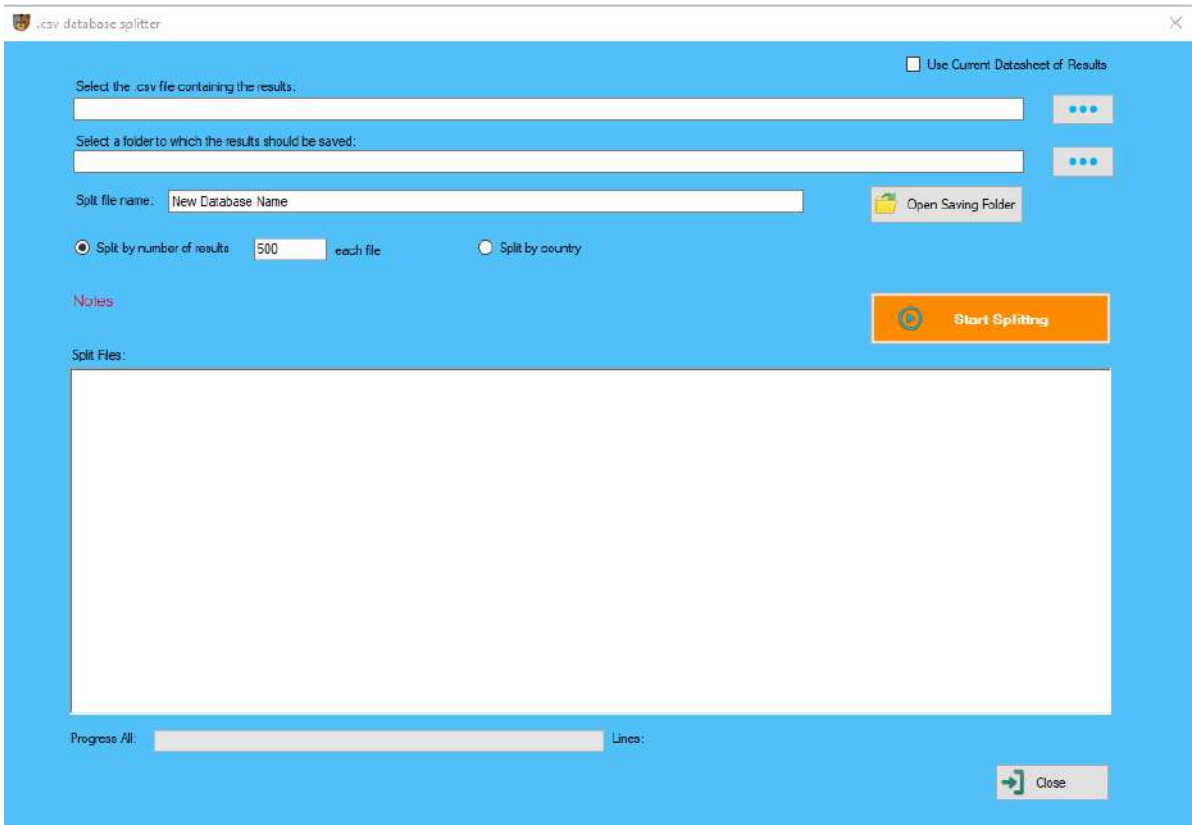 .csv database splitter
Use Current Datasheet of Results
Select the .csv file containing the results:
Select a folder to which the results should be saved:
Split file name: New Database Name
Open Saving Folder
Split by number of results 500 each file Split by country
Notes
Start Splitting
Split Files:
Progress All: Lines:
Close